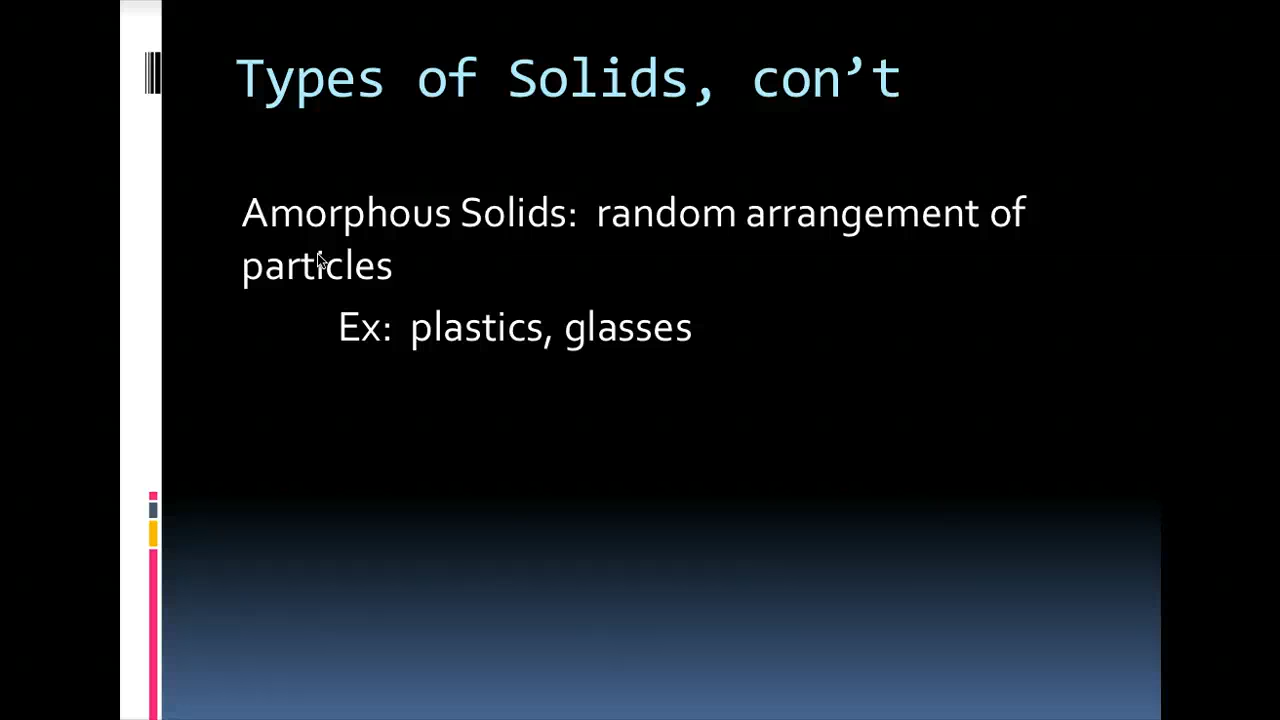 Types of Solids, con’t
Amorphous Solids:  random arrangement of
particles
Ex:  plastics, glasses